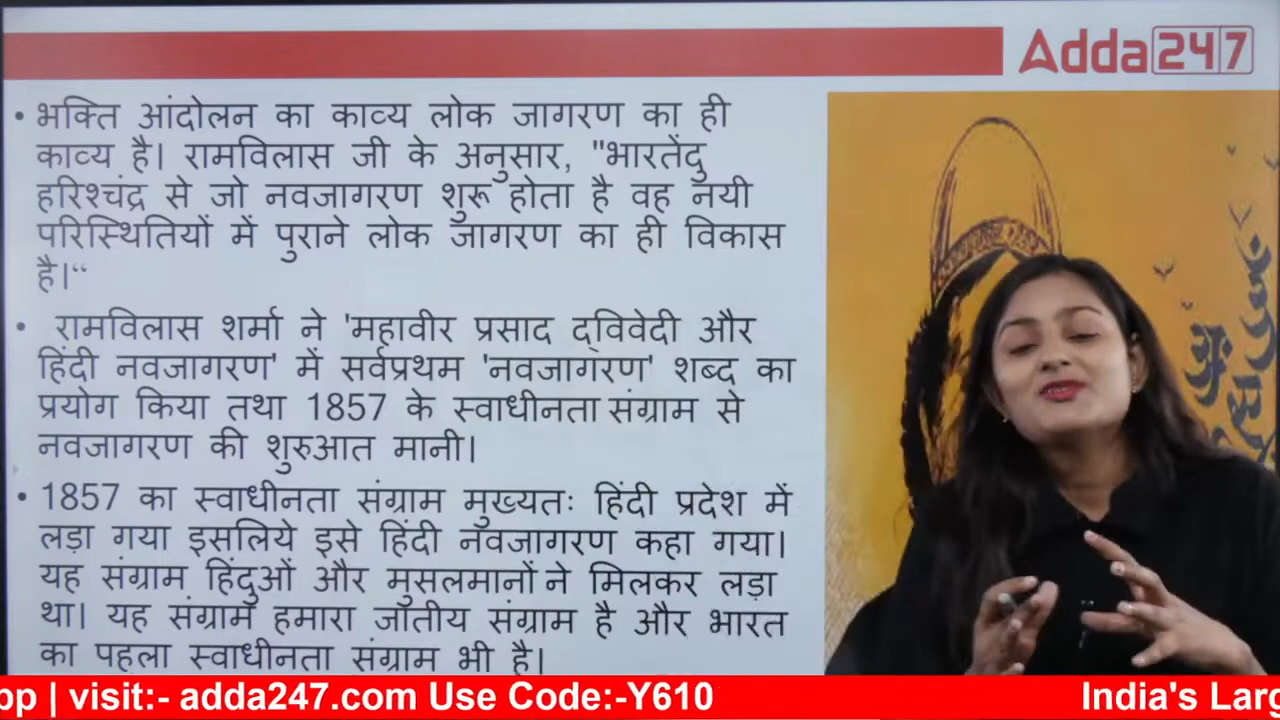 Adda247
• भक्ति आंदोलन का काव्य लोक जागरण का ही
काव्य है। रामविलास जी के अनुसार, "भारतेंदु
हरिश्चंद्र से जो नवजागरण शुरू होता है वह नयी
परिस्थितियों में पुराने लोक जागरण का ही विकास
है।“
• रामविलास शर्मा ने 'महावीर प्रसाद द्विवेदी और
हिंदी नवजागरण' में सर्वप्रथम 'नवजागरण' शब्द का
प्रयोग किया तथा 1857 के स्वाधीनता संग्राम से
नवजागरण की शुरुआत मानी।
• 1857 का स्वाधीनता संग्राम मुख्यतः हिंदी प्रदेश में
लड़ा गया इसलिये इसे हिंदी नवजागरण कहा गया।
यह संग्राम हिंदुओं और मुसलमानों ने मिलकर लड़ा
था। यह संग्राम हमारा जातीय संग्राम है और भारत
का पहला स्वाधीनता संग्राम भी है।
pp | visit:- adda247.com Use Code:-Y610 India's Larg